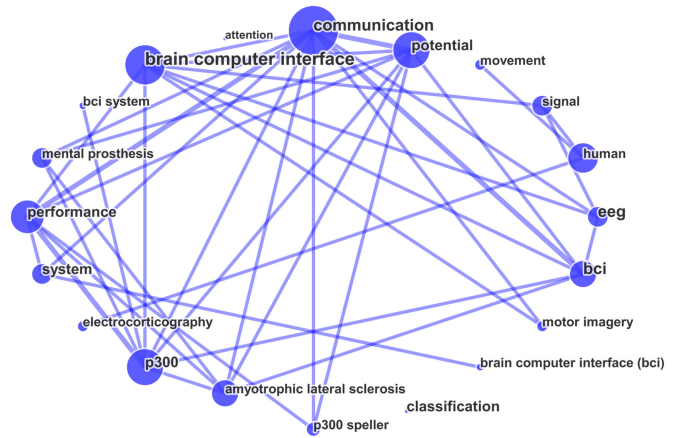 communication
attention
potential
brain computer interface
movement
bci system
signal
mental prosthesis
human
performance
eeg
system
bci
electrocorticography
motor imagery
p300
brain computer interface (bci)
amyotrophic lateral sclerosis
classification
p300 speller